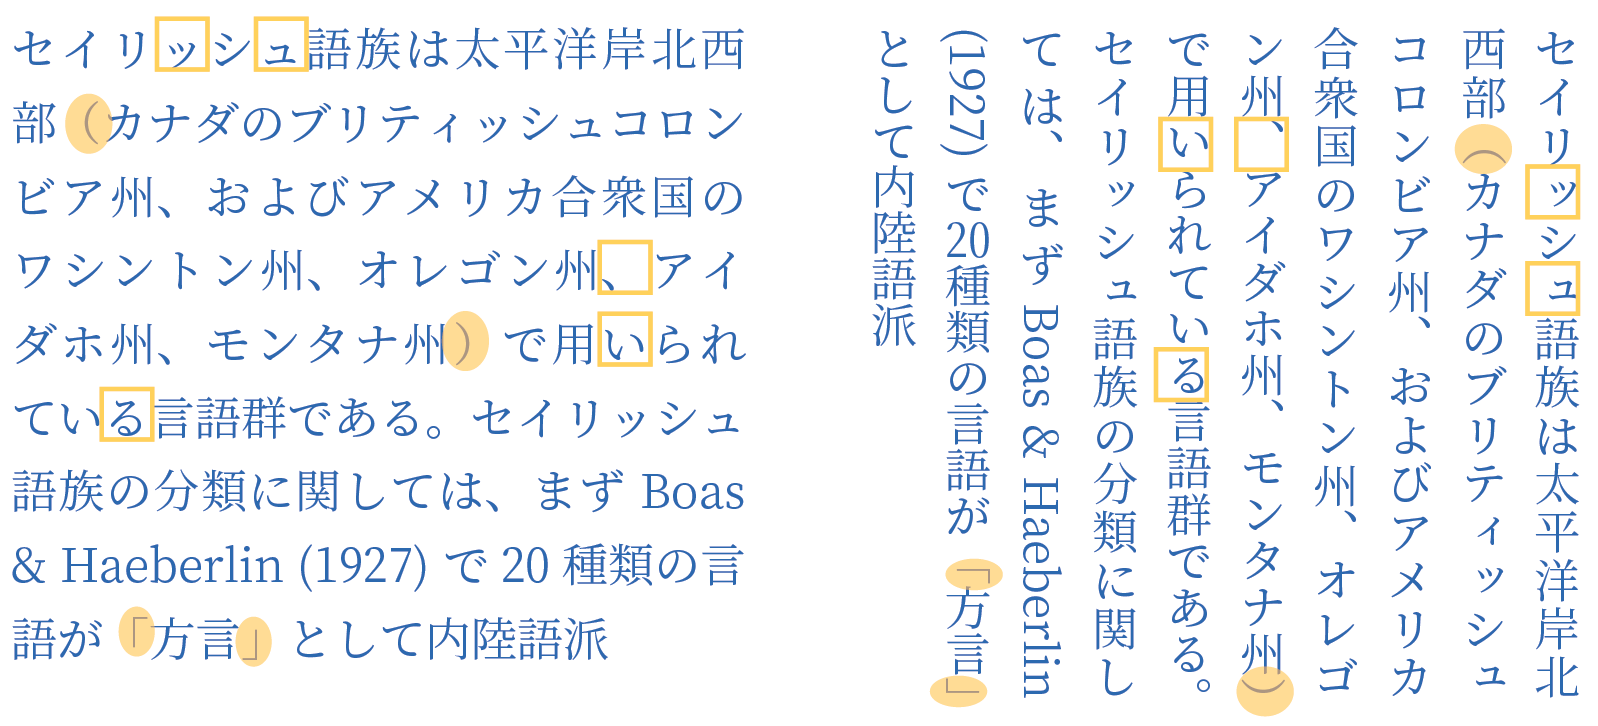 セイリッシュ語族は太平洋岸北西
部（カナダのブリティッシュコロン
ビア州、およびアメリカ合衆国の
ワシントン州、オレゴン州、アイ
ダホ州、モンタナ州）で用いられ
ている言語群である。セイリッシュ
語族の分類に関しては、まず Boas
& Haeberlin (1927) で 20 種類の言
語が「方言」として内陸語派
セイリッシュ語族は太平洋岸北
西部（カナダのブリティッシュ
コロンビア州、およびアメリカ
合衆国のワシントン州、オレゴ
ン州、アイダホ州、モンタナ州）
で用いられている言語群である。
セイリッシュ語族の分類に関し
ては、まず Boas & Haeberlin
(1927) で20種類の言語が「方言」
として内陸語派